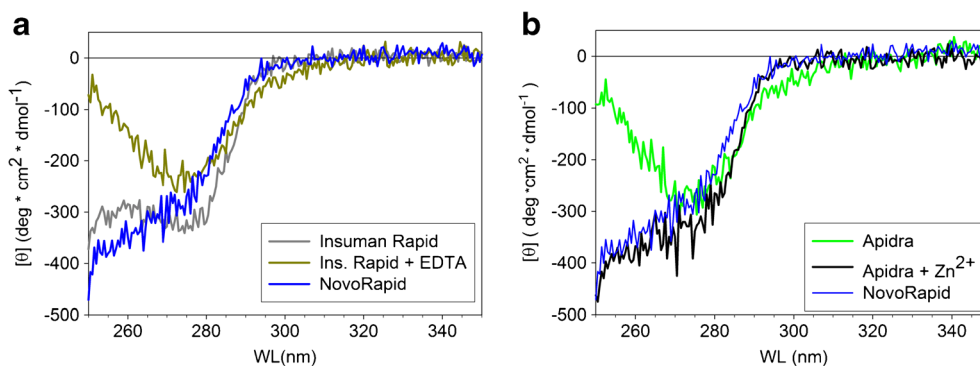 a
0
-100
-200
-300
-400
-500
[θ] (deg * cm2 * dmol-1)
260 280 300 320 340
WL(nm)
Insuman Rapid
Ins. Rapid + EDTA
NovoRapid
b
0
-100
-200
-300
-400
-500
[θ] ( deg *cm2 * dmol-1)
260 280 300 320 340
WL (nm)
Apidra
Apidra + Zn2+
NovoRapid